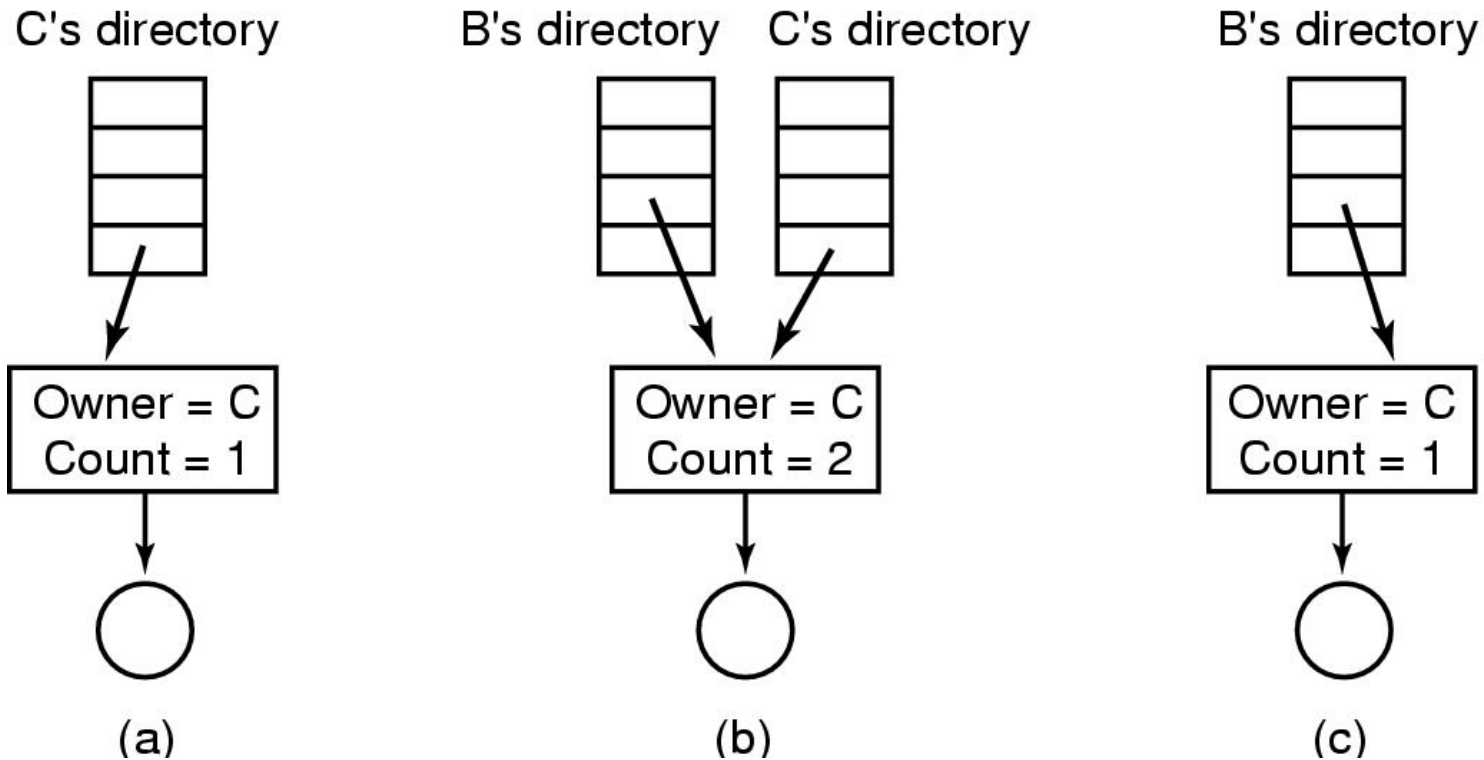 C's directory
B's directory C's directory
B's directory
Owner = C
Count = 1
Owner = C
Count = 2
Owner = C
Count = 1
(a)
(b)
(c)